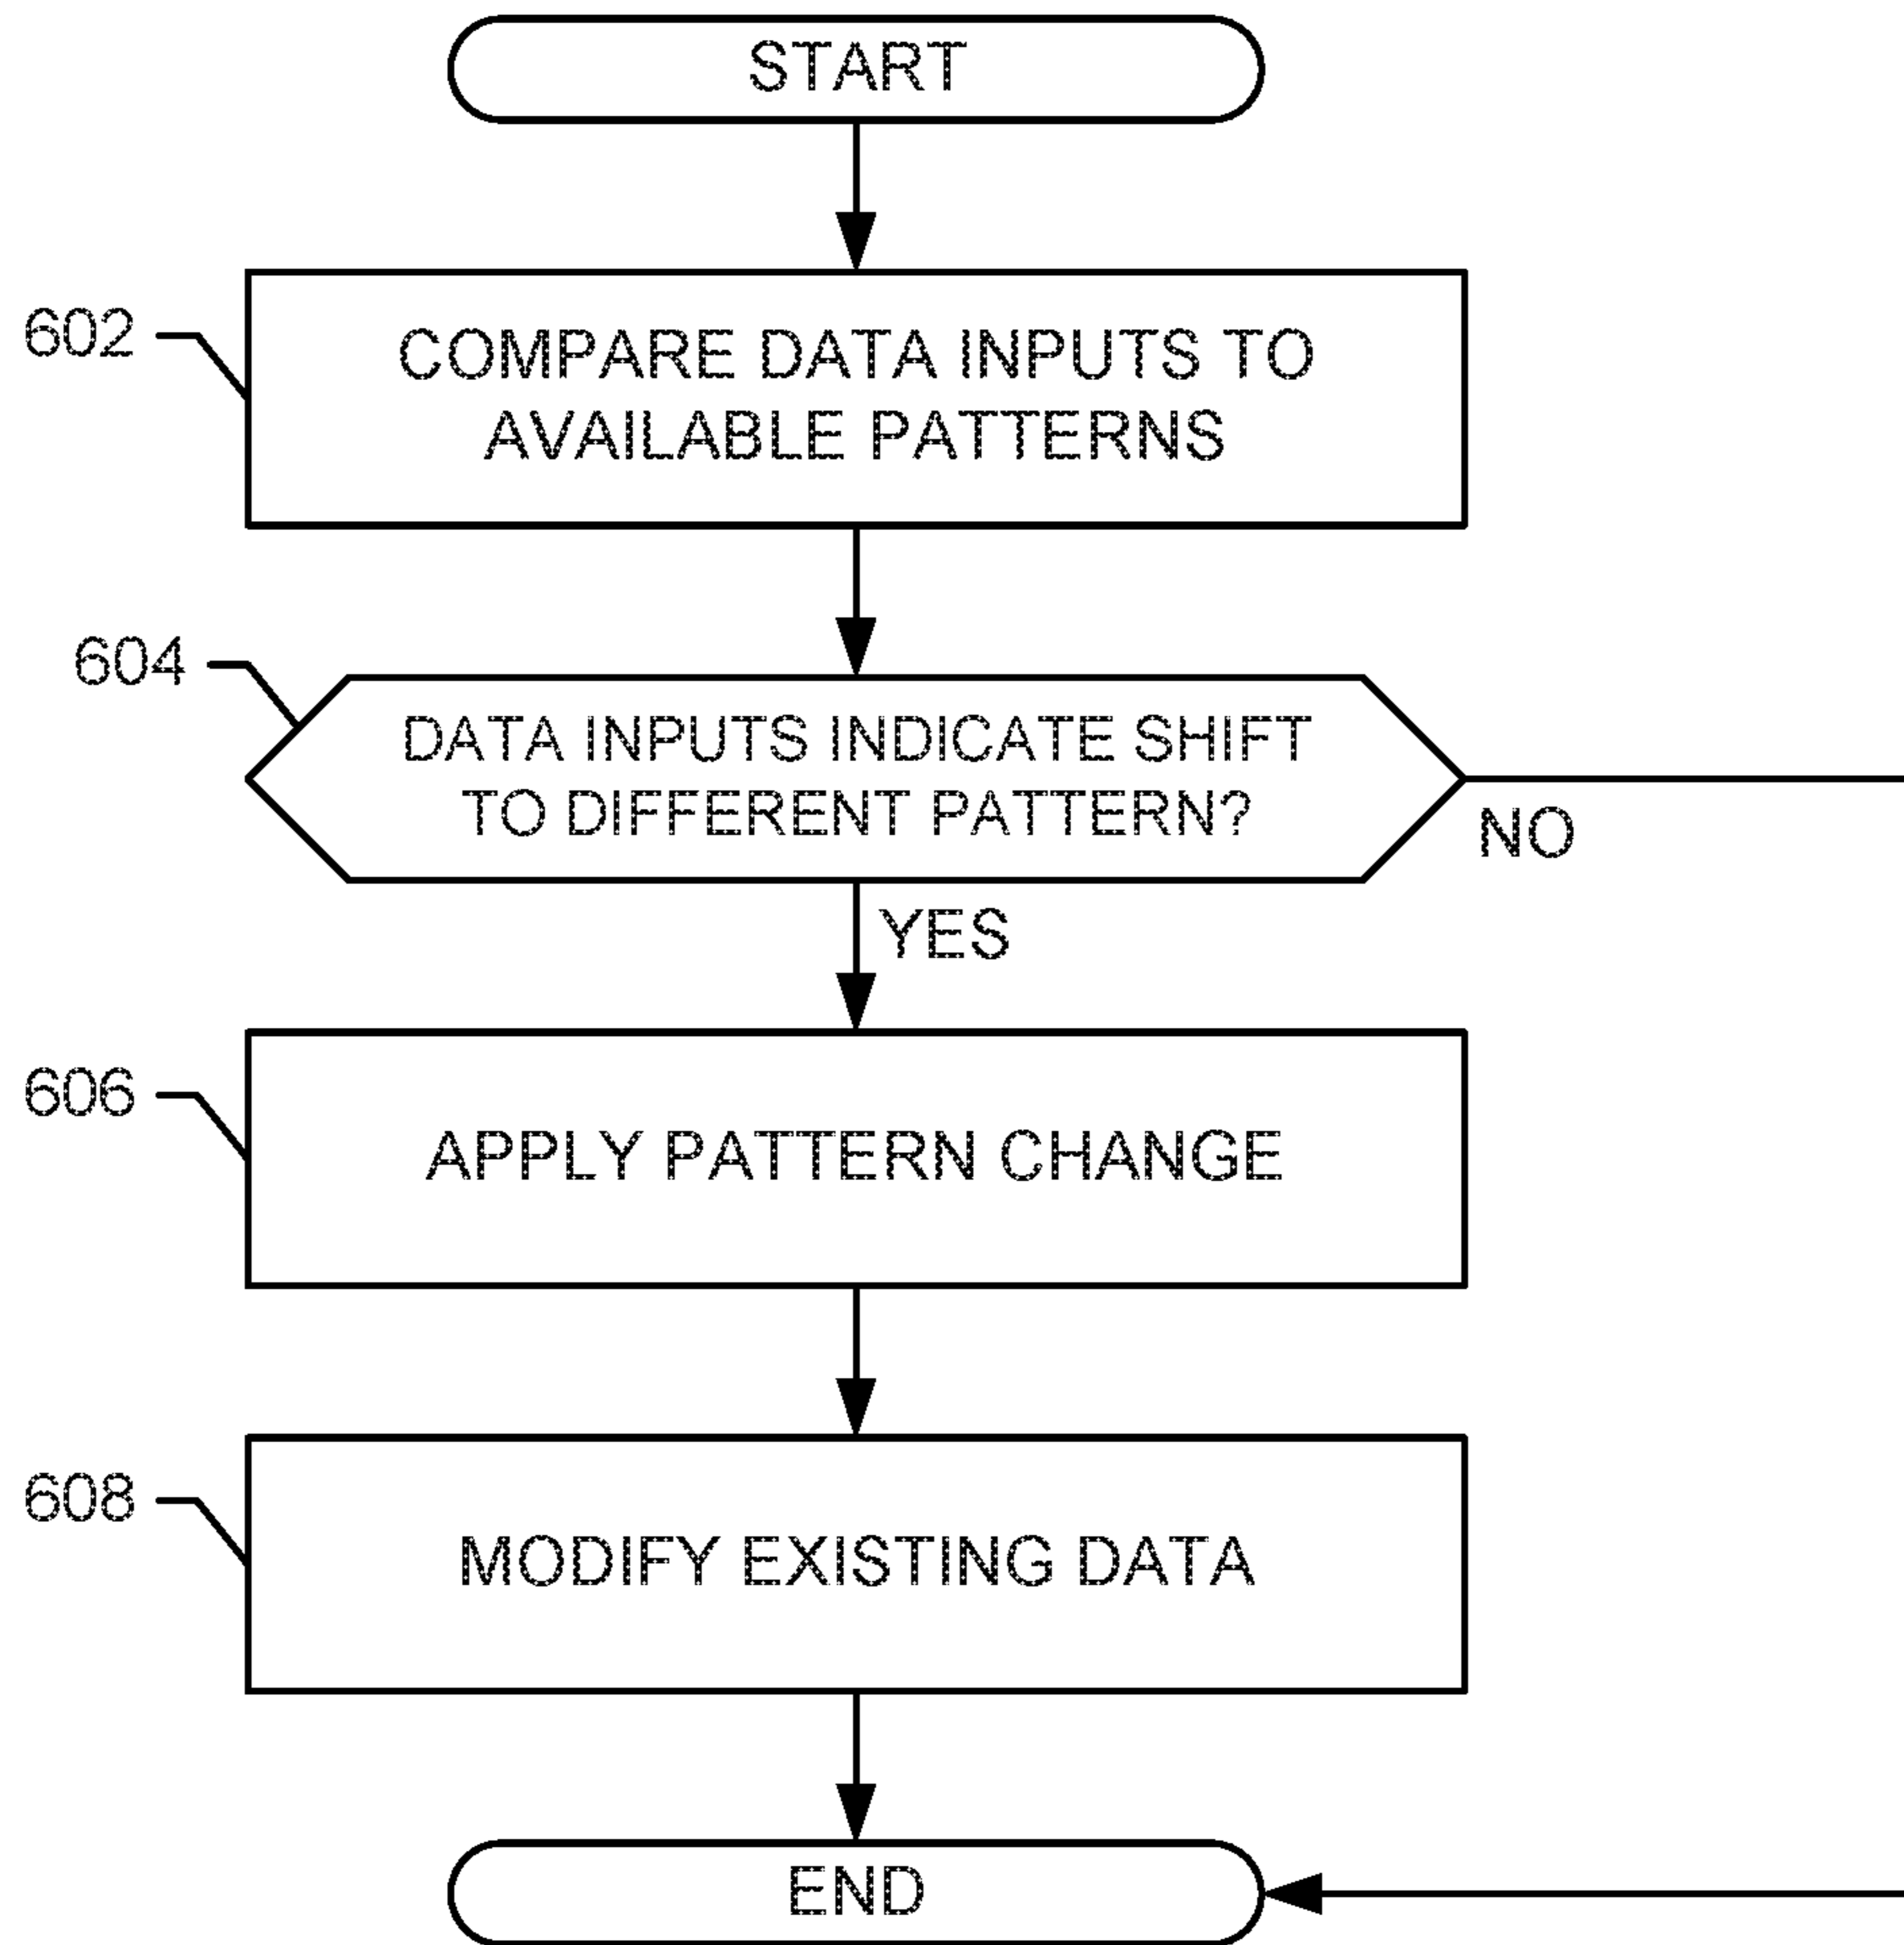 START
602
COMPARE DATA INPUTS TO
AVAILABLE PATTERNS
604
DATA INPUTS INDICATE SHIFT
TO DIFFERENT PATTERN?
NO
YES
606
APPLY PATTERN CHANGE
608
MODIFY EXISTING DATA
END